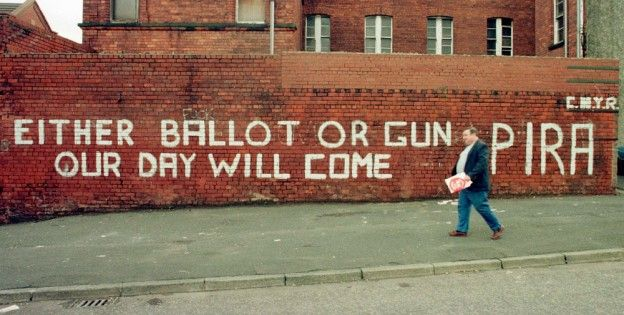 EITHER BALLOT OR GUN
OUR DAY WILL COME
PIRA